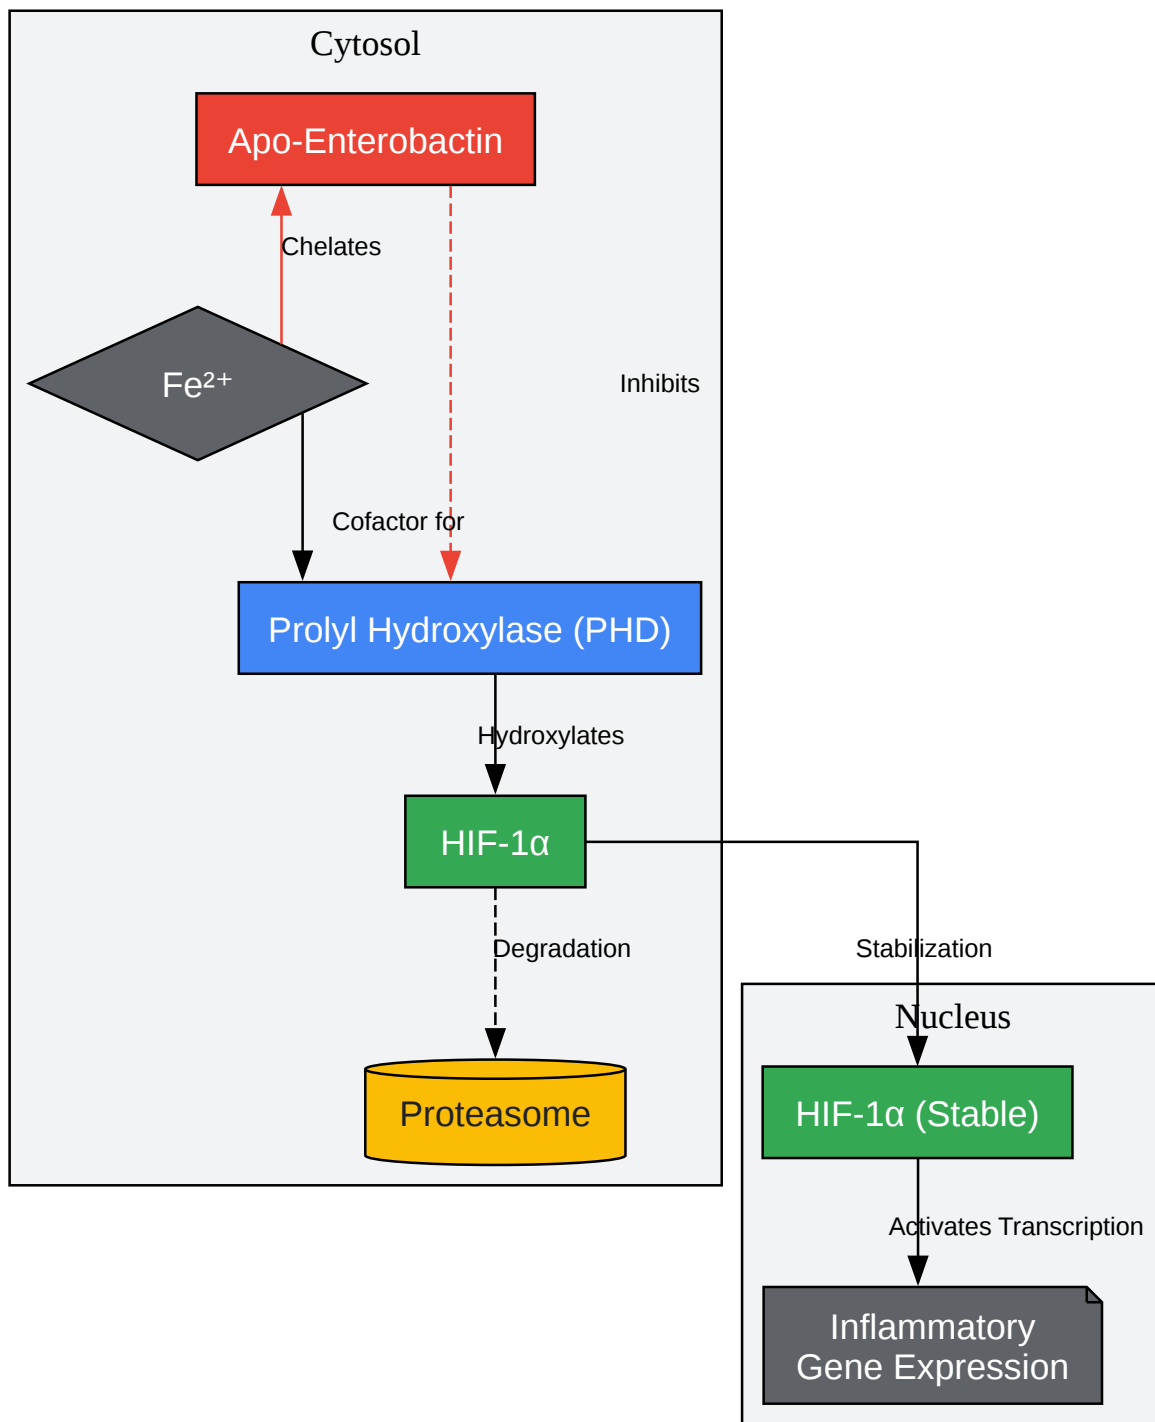 Cytosol
Apo-Enterobactin
Chelates
Fe²⁺
Inhibits
Cofactor for
Prolyl Hydroxylase (PHD)
Hydroxylates
HIF-1α
Degradation
Stabilization
Nucleus
Proteasome
HIF-1α (Stable)
Activates Transcription
Inflammatory
Gene Expression